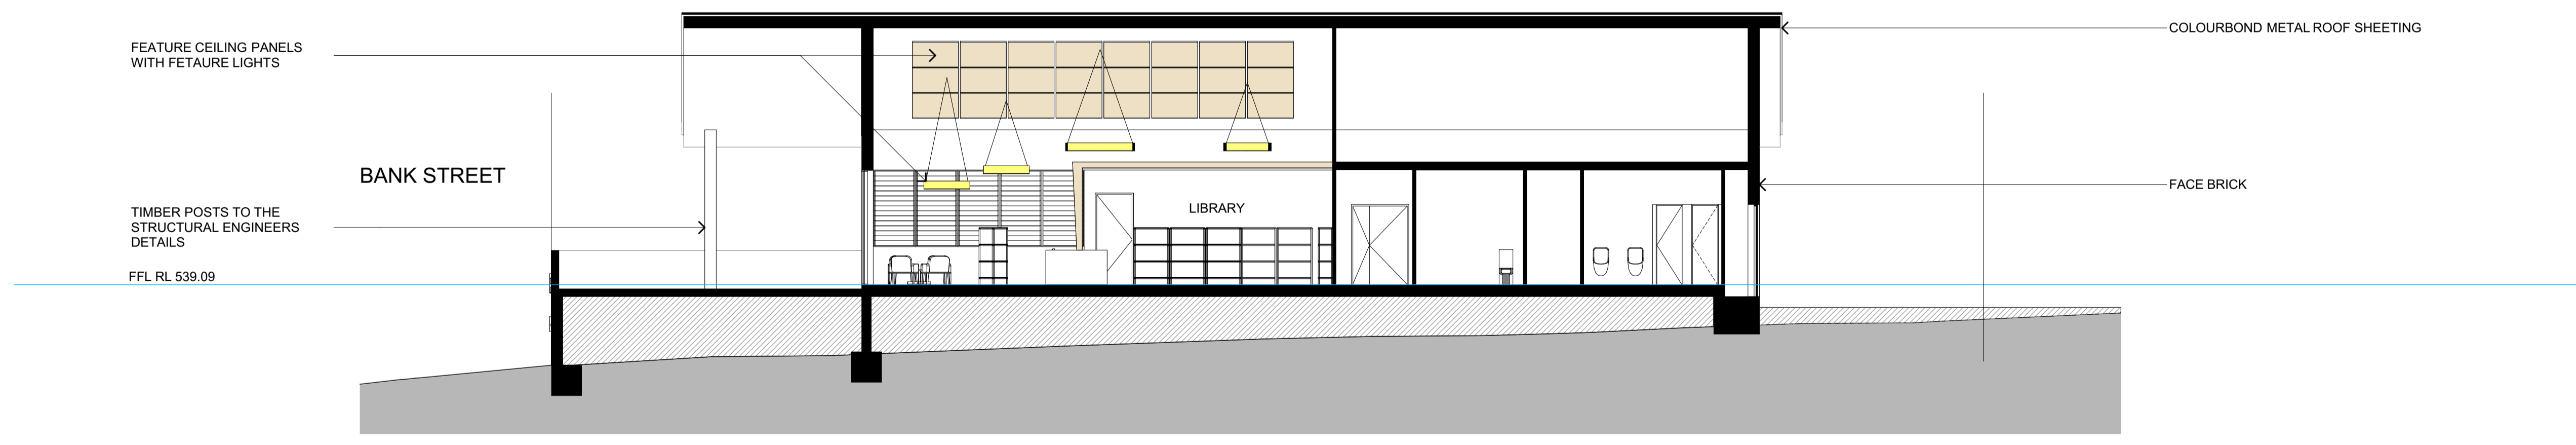 FEATURE CEILING PANELS
WITH FETAURE LIGHTS
COLOURBOND METAL ROOF SHEETING
BANK STREET
FACE BRICK
LIBRARY
TIMBER POSTS TO THE
STRUCTURAL ENGINEERS
DETAILS
FFL RL 539.09